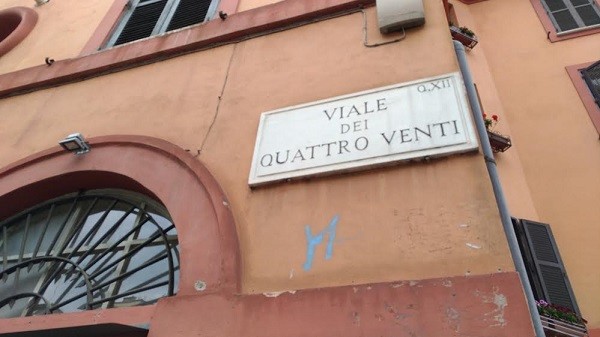 Q.XII
VIALE
DEI
QUATTRO VENTI